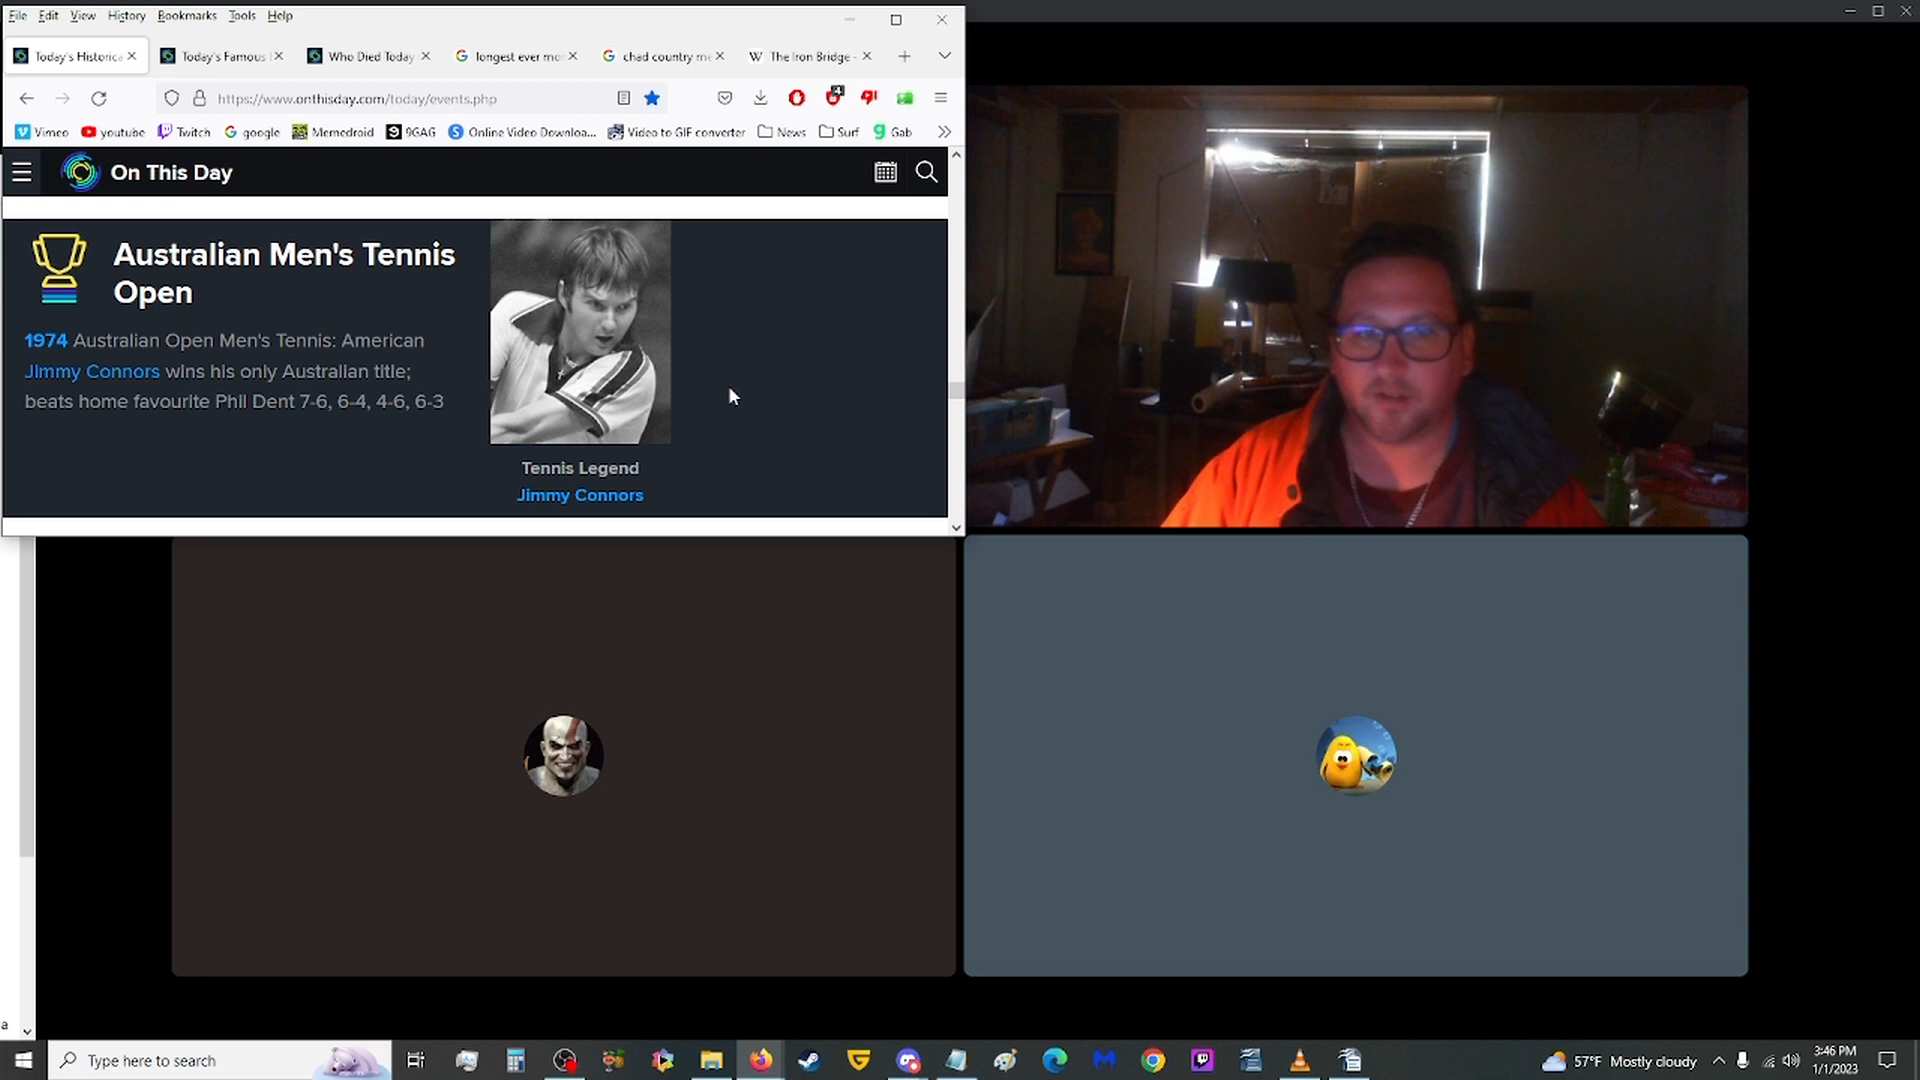 File Edit View History Bookmarks Tools Help
Today's Historica Today's Famous Who Died Today longest ever mo chad country me The Iron Bridge -
https://www.onthisday.com/today/events.php
Vimeo youtube Twitch google Memedroid 9GAG Online Video Downloa... Video to GIF converter News Surf Gab
On This Day
Australian Men's Tennis
Open
1974 Australian Open Men's Tennis: American
Jimmy Connors wins his only Australian title;
beats home favourite Phil Dent 7-6, 6-4, 4-6, 6-3
Tennis Legend
Jimmy Connors
a
Type here to search
57°F Mostly cloudy
3:46 PM
1/1/2023